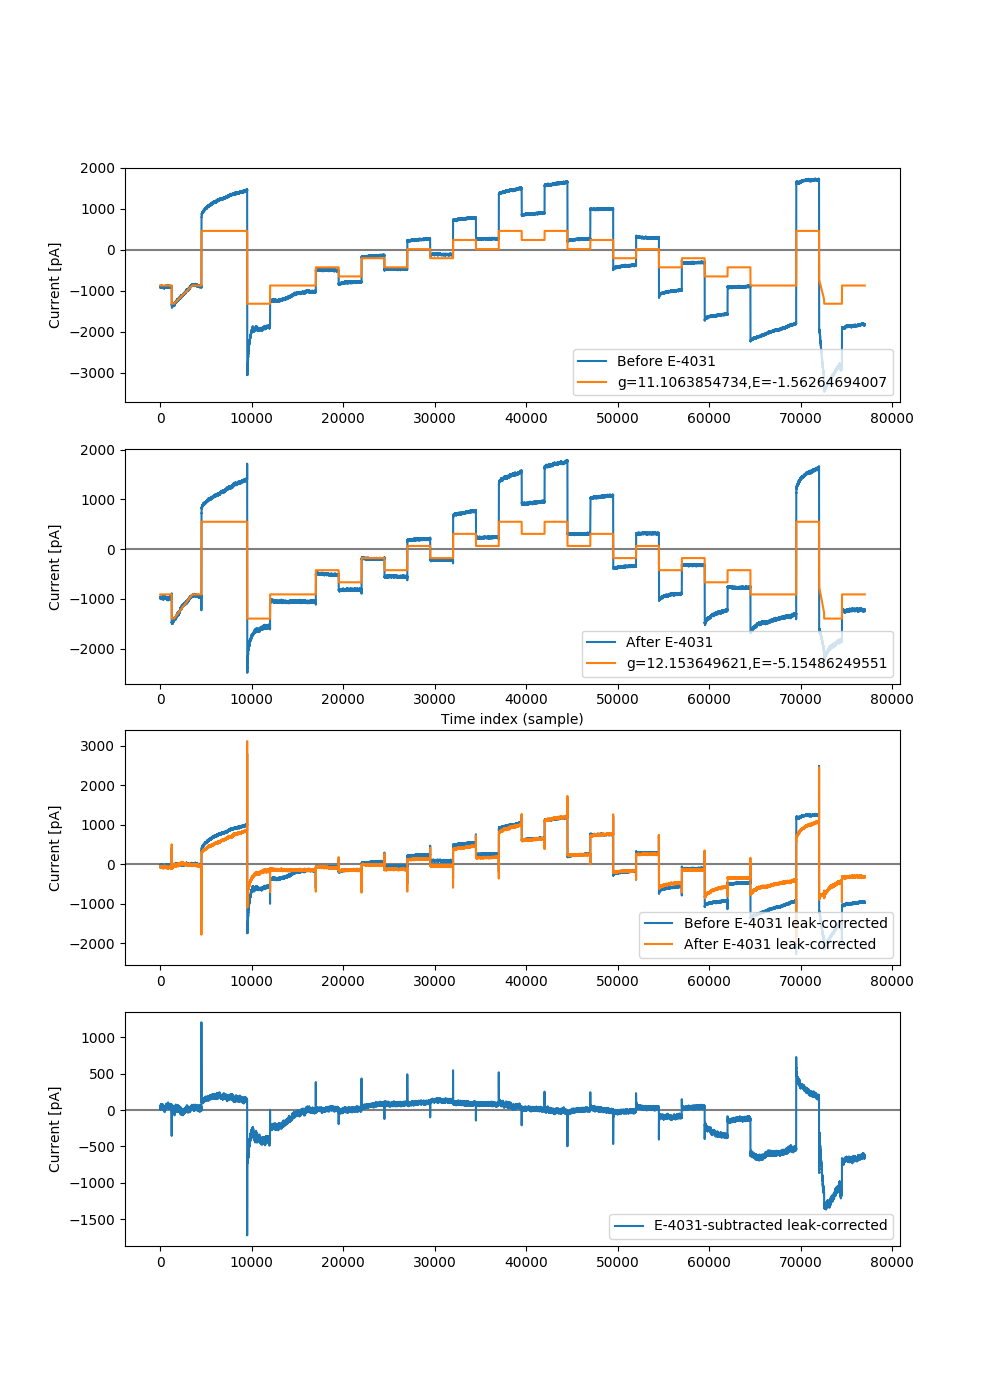 2000
1000
0
−1000
−2000
−3000
Current [pA]
Before E-4031
g=11.1063854734,E=-1.56264694007
0 10000 20000 30000 40000 50000 60000 70000 80000
2000
1000
0
−1000
−2000
Current [pA]
After E-4031
g=12.153649621,E=-5.15486249551
0 10000 20000 30000 40000 50000 60000 70000 80000
Time index (sample)
3000
2000
1000
0
−1000
−2000
Current [pA]
Before E-4031 leak-corrected
After E-4031 leak-corrected
0 10000 20000 30000 40000 50000 60000 70000 80000
1000
500
0
−500
−1000
−1500
Current [pA]
E-4031-subtracted leak-corrected
0 10000 20000 30000 40000 50000 60000 70000 80000